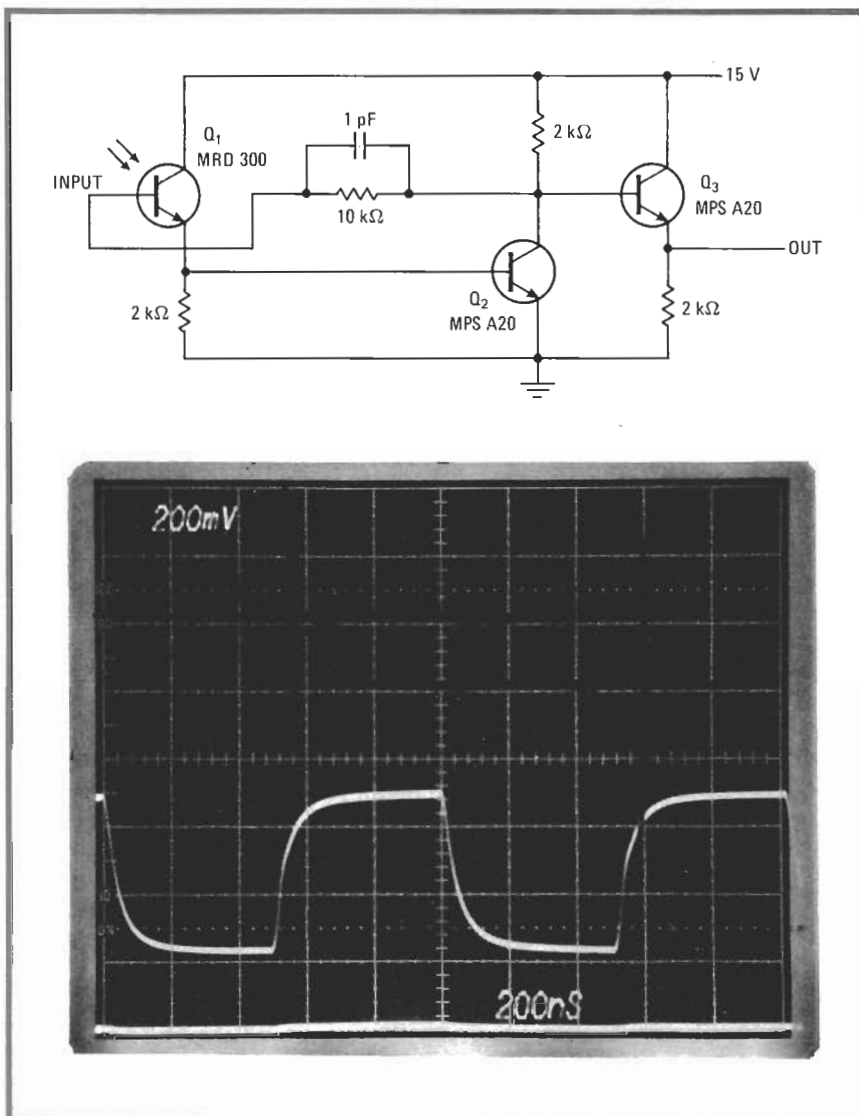 15 V
1 pF
2 kΩ
Q1
MRD 300
Q3
MPS A20
INPUT
10 kΩ
OUT
Q2
MPS A20
2 kΩ
2 kΩ
200mV
200nS